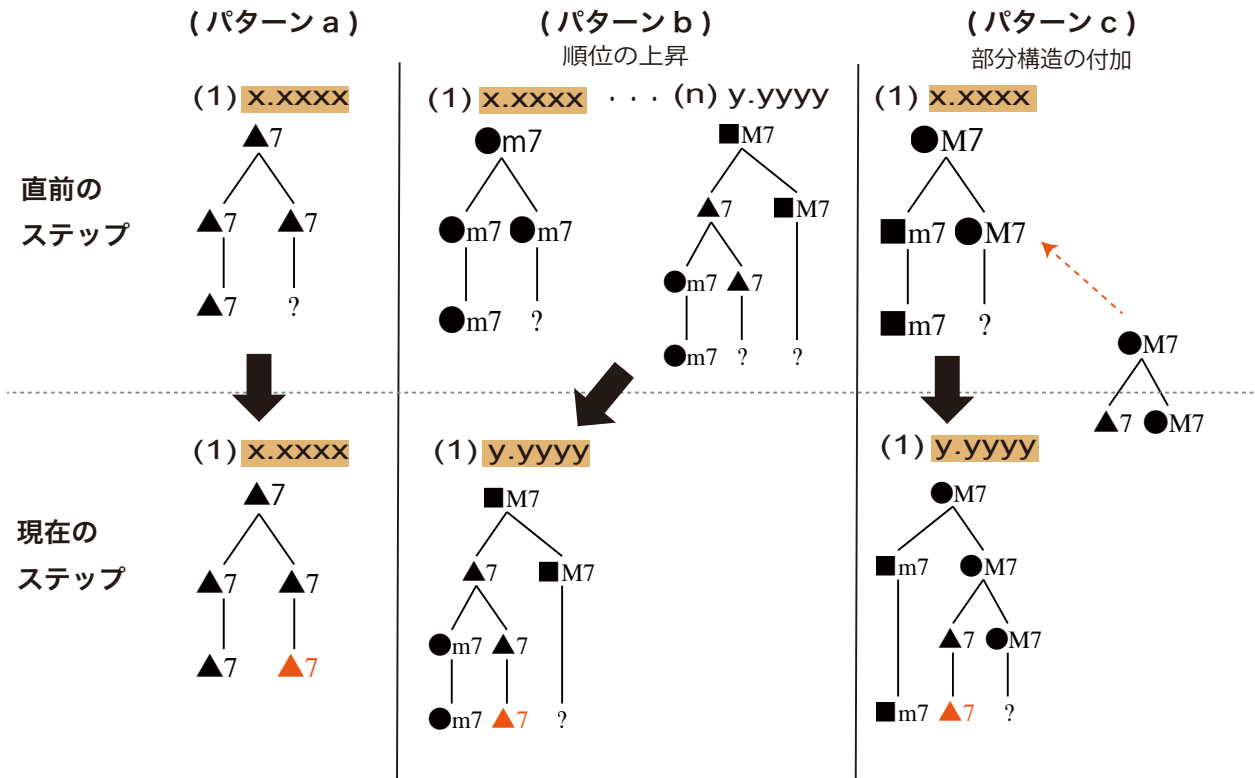 (パターン a)
(パターン b)
順位の上昇
(パターン c)
部分構造の付加
直前の
ステップ
(1) x.xxxx
▲7
▲7 ▲7
▲7 ?
(1) x.xxxx ・・・ (n) y.yyyy
●m7
●m7 ●m7
●m7 ?
■M7
▲7 ■M7
●m7 ▲7
●m7 ? ?
(1) x.xxxx
●M7
■m7 ●M7
■m7 ?
●M7
▲7 ●M7
現在の
ステップ
(1) x.xxxx
▲7
▲7 ▲7
▲7 ▲7
(1) y.yyyy
■M7
▲7 ■M7
●m7 ▲7
●m7 ▲7 ?
(1) y.yyyy
●M7
■m7 ●M7
▲7 ●M7
■m7 ▲7 ?